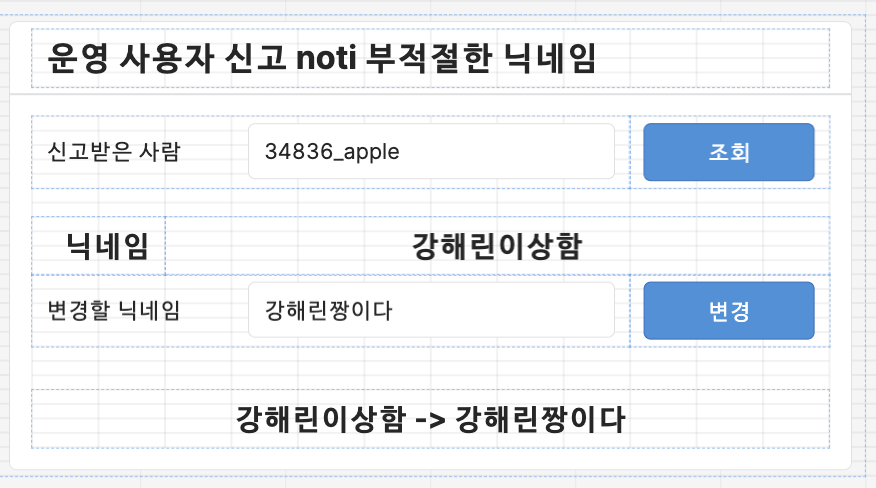 운영 사용자 신고 noti 부적절한 닉네임
신고받은 사람 34836_apple 조회
닉네임 강해린이상함
변경할 닉네임 강해린짱이다 변경
강해린이상함 -> 강해린짱이다